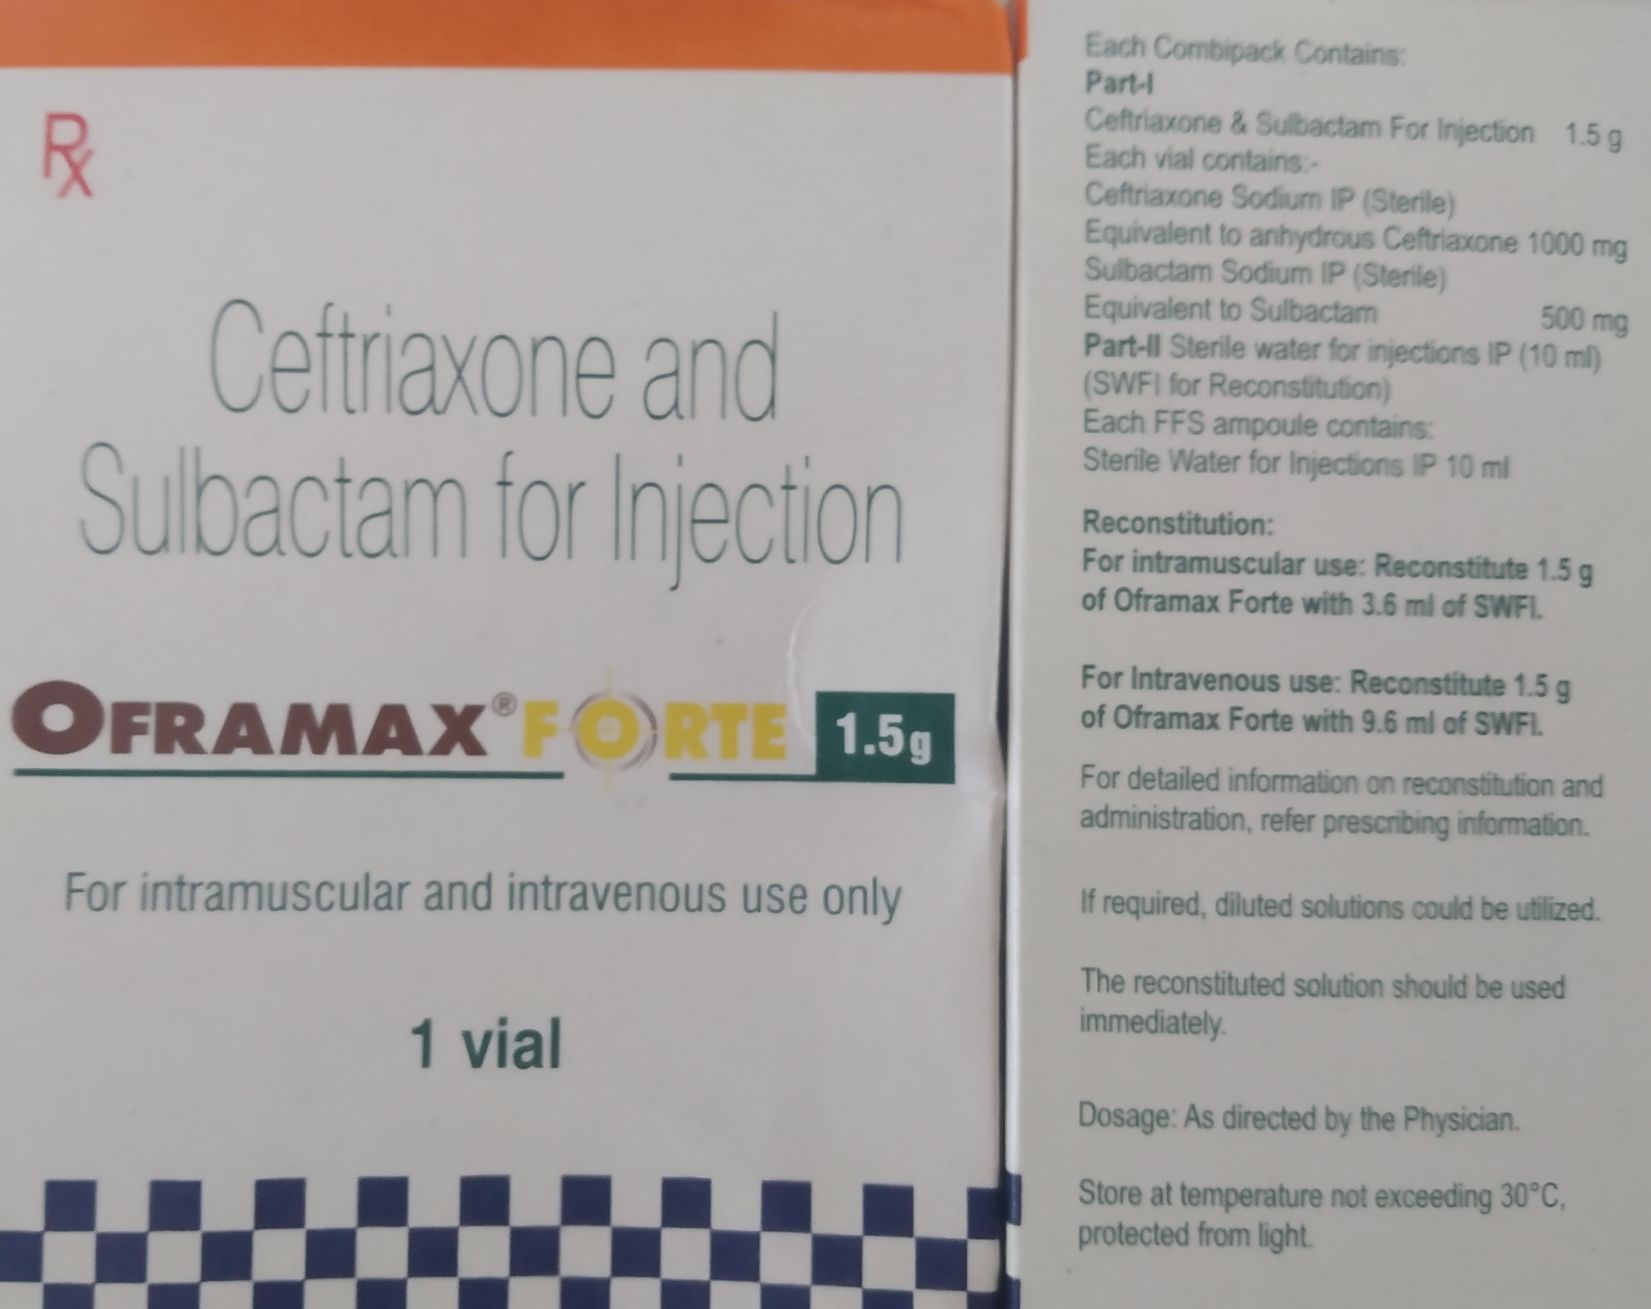 Rx
Ceftriaxone and
Sulbactam for Injection
OFRAMAX® FORTE 1.5g
For intramuscular and intravenous use only
1 vial
Each Combipack Contains:
Part-I
Ceftriaxone & Sulbactam For Injection 1.5 g
Each vial contains:-
Ceftriaxone Sodium IP (Sterile)
Equivalent to anhydrous Ceftriaxone 1000 mg
Sulbactam Sodium IP (Sterile)
Equivalent to Sulbactam 500 mg
Part-II Sterile water for injections IP (10 ml)
(SWFI for Reconstitution)
Each FFS ampoule contains:
Sterile Water for Injections IP 10 ml
Reconstitution:
For intramuscular use: Reconstitute 1.5 g
of Oframax Forte with 3.6 ml of SWFI.
For Intravenous use: Reconstitute 1.5 g
of Oframax Forte with 9.6 ml of SWFI.
For detailed information on reconstitution and
administration, refer prescribing information.
If required, diluted solutions could be utilized.
The reconstituted solution should be used
immediately.
Dosage: As directed by the Physician.
Store at temperature not exceeding 30°C,
protected from light.